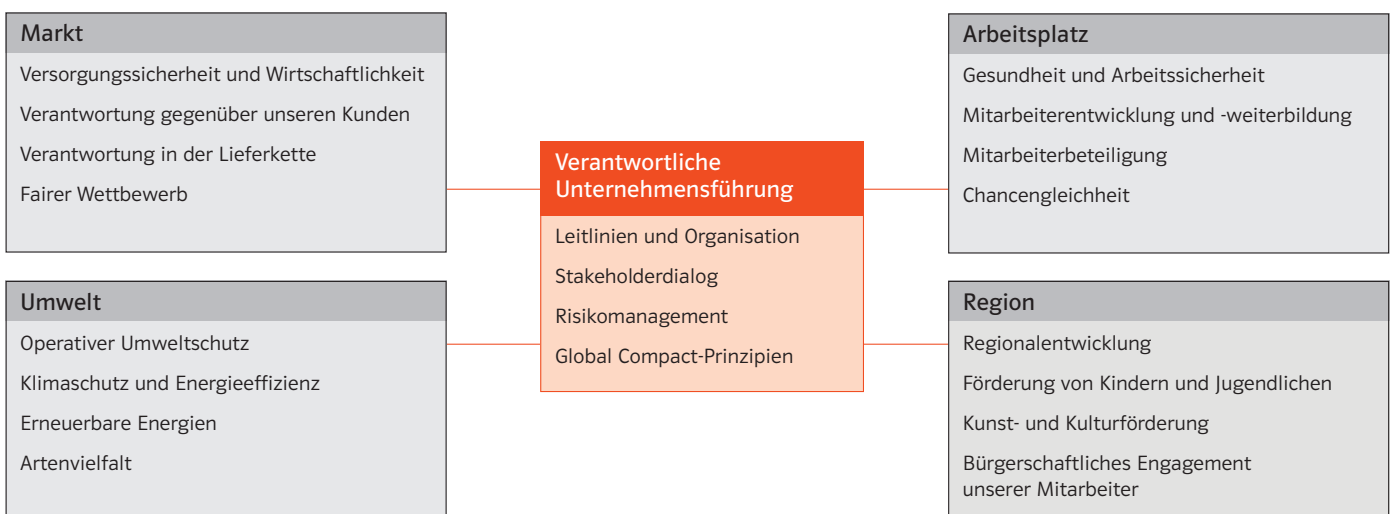 Markt
Versorgungssicherheit und Wirtschaftlichkeit
Verantwortung gegenüber unseren Kunden
Verantwortung in der Lieferkette
Fairer Wettbewerb
Umwelt
Operativer Umweltschutz
Klimaschutz und Energieeffizienz
Erneuerbare Energien
Artenvielfalt
Verantwortliche
Unternehmensführung
Leitlinien und Organisation
Stakeholderdialog
Risikomanagement
Global Compact-Prinzipien
Arbeitsplatz
Gesundheit und Arbeitssicherheit
Mitarbeiterentwicklung und -weiterbildung
Mitarbeiterbeteiligung
Chancengleichheit
Region
Regionalentwicklung
Förderung von Kindern und Jugendlichen
Kunst- und Kulturförderung
Bürgerschaftliches Engagement
unserer Mitarbeiter